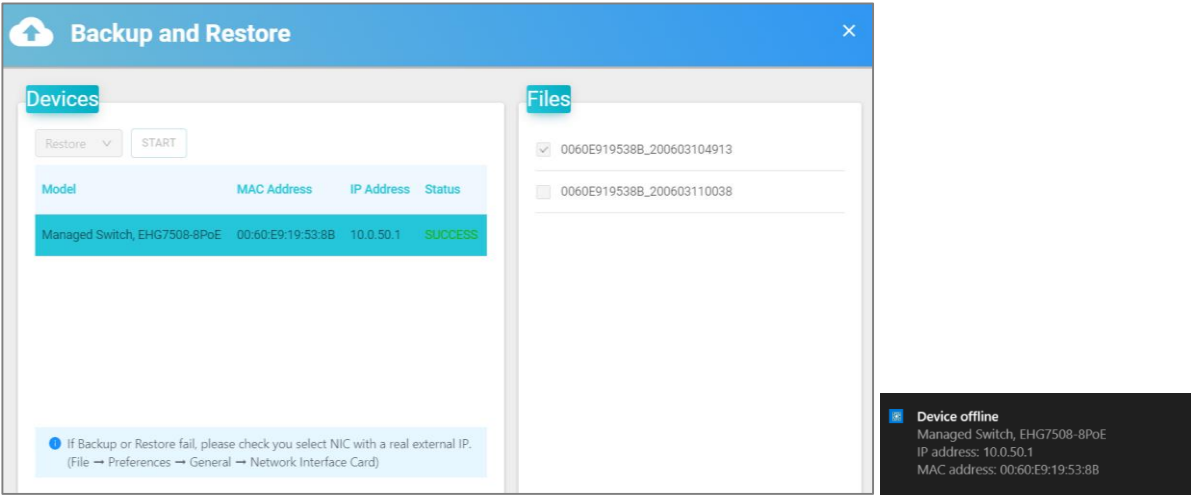 Backup and Restore
Devices
Restore START
Model MAC Address IP Address Status
Managed Switch, EHG7508-8PoE 00:60:E9:19:53:8B 10.0.50.1 SUCCESS
If Backup or Restore fail, please check you select NIC with a real external IP.
(File → Preferences → General → Network Interface Card)
Files
0060E919538B_200603104913
0060E919538B_200603110038
Device offline
Managed Switch, EHG7508-8PoE
IP address: 10.0.50.1
MAC address: 00:60:E9:19:53:8B